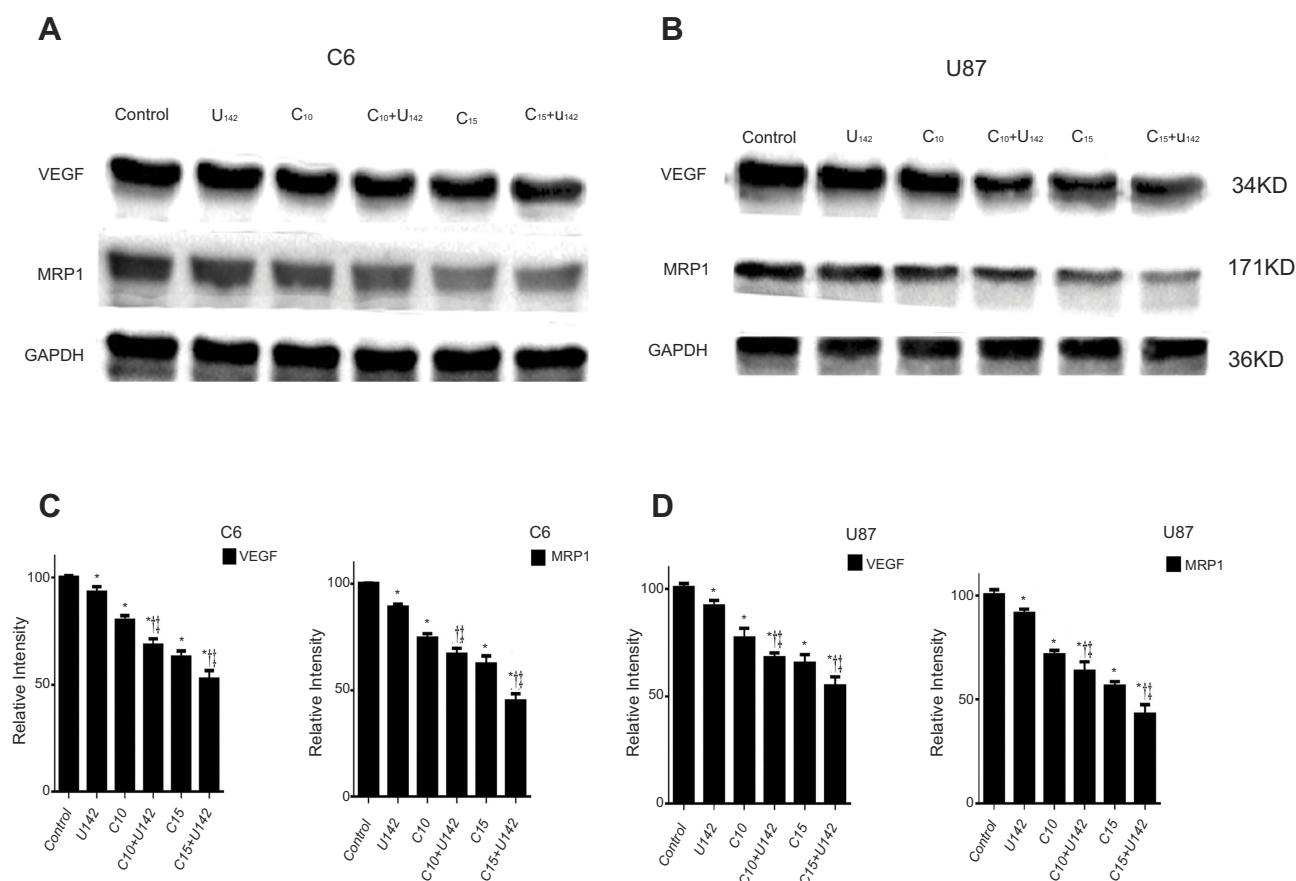 A
C6
Control U₁₄₂ C₁₀ C₁₀+U₁₄₂ C₁₅ C₁₅+u₁₄₂
VEGF
MRP1
GAPDH
B
U87
Control U₁₄₂ C₁₀ C₁₀+U₁₄₂ C₁₅ C₁₅+u₁₄₂
VEGF 34KD
MRP1 171KD
GAPDH 36KD
C
C6
VEGF
Relative Intensity
100
50
0
* * *†‡ * *†‡
Control U142 C10 C10+U142 C15 C15+U142
C6
MRP1
Relative Intensity
100
50
0
* * †‡ * *†‡
Control U142 C10 C10+U142 C15 C15+U142
D
U87
VEGF
Relative Intensity
100
50
0
* * *†‡ * *†‡
Control U142 C10 C10+U142 C15 C15+U142
U87
MRP1
Relative Intensity
100
50
0
* * *†‡ * *†‡
Control U142 C10 C10+U142 C15 C15+U142